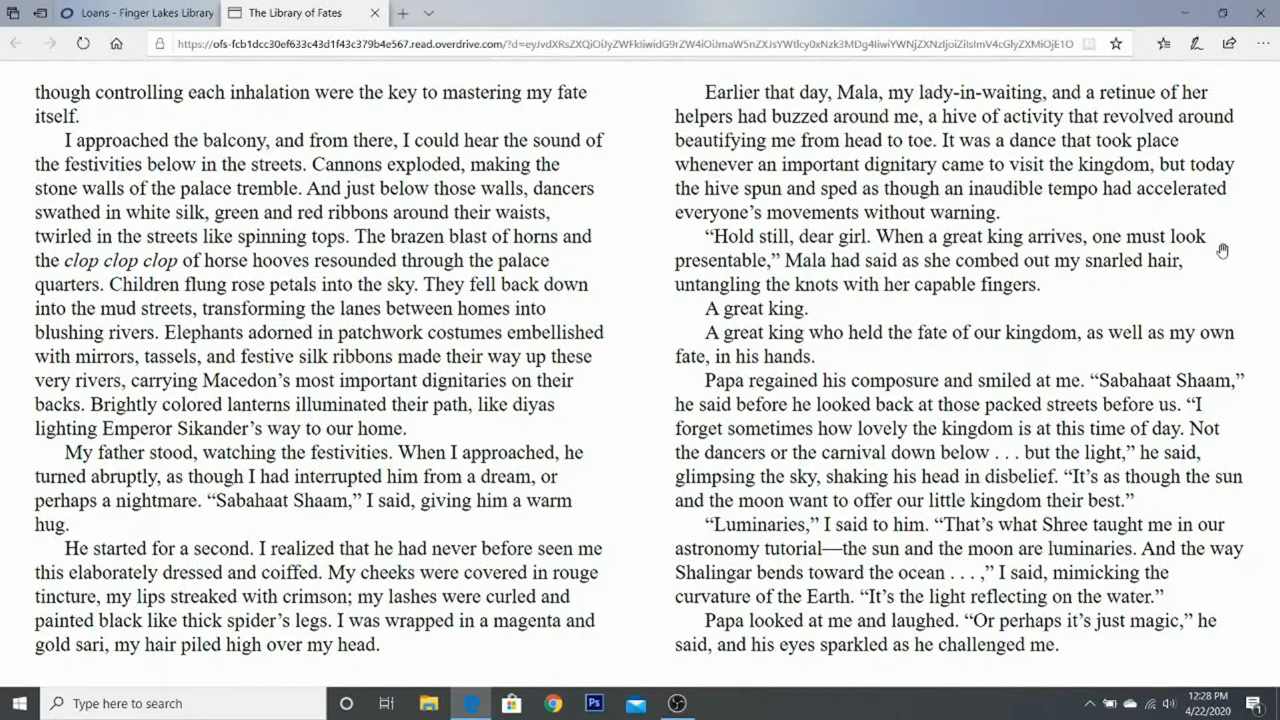 Loans - Finger Lakes Library
The Library of Fates
though controlling each inhalation were the key to mastering my fate
itself.
I approached the balcony, and from there, I could hear the sound of
the festivities below in the streets. Cannons exploded, making the
stone walls of the palace tremble. And just below those walls, dancers
swathed in white silk, green and red ribbons around their waists,
twirled in the streets like spinning tops. The brazen blast of horns and
the clop clop clop of horse hooves resounded through the palace
quarters. Children flung rose petals into the sky. They fell back down
into the mud streets, transforming the lanes between homes into
blushing rivers. Elephants adorned in patchwork costumes embellished
with mirrors, tassels, and festive silk ribbons made their way up these
very rivers, carrying Macedon’s most important dignitaries on their
backs. Brightly colored lanterns illuminated their path, like diyas
lighting Emperor Sikander’s way to our home.
My father stood, watching the festivities. When I approached, he
turned abruptly, as though I had interrupted him from a dream, or
perhaps a nightmare. “Sabahaat Shaam,” I said, giving him a warm
hug.
He started for a second. I realized that he had never before seen me
this elaborately dressed and coiffed. My cheeks were covered in rouge
tincture, my lips streaked with crimson; my lashes were curled and
painted black like thick spider’s legs. I was wrapped in a magenta and
gold sari, my hair piled high over my head.
Earlier that day, Mala, my lady-in-waiting, and a retinue of her
helpers had buzzed around me, a hive of activity that revolved around
beautifying me from head to toe. It was a dance that took place
whenever an important dignitary came to visit the kingdom, but today
the hive spun and sped as though an inaudible tempo had accelerated
everyone’s movements without warning.
“Hold still, dear girl. When a great king arrives, one must look
presentable,” Mala had said as she combed out my snarled hair,
untangling the knots with her capable fingers.
A great king.
A great king who held the fate of our kingdom, as well as my own
fate, in his hands.
Papa regained his composure and smiled at me. “Sabahaat Shaam,”
he said before he looked back at those packed streets before us. “I
forget sometimes how lovely the kingdom is at this time of day. Not
the dancers or the carnival down below . . . but the light,” he said,
glimpsing the sky, shaking his head in disbelief. “It’s as though the sun
and the moon want to offer our little kingdom their best.”
“Luminaries,” I said to him. “That’s what Shree taught me in our
astronomy tutorial—the sun and the moon are luminaries. And the way
Shalingar bends toward the ocean . . . ,” I said, mimicking the
curvature of the Earth. “It’s the light reflecting on the water.”
Papa looked at me and laughed. “Or perhaps it’s just magic,” he
said, and his eyes sparkled as he challenged me.
Type here to search
Ps
12:28 PM
4/22/2020